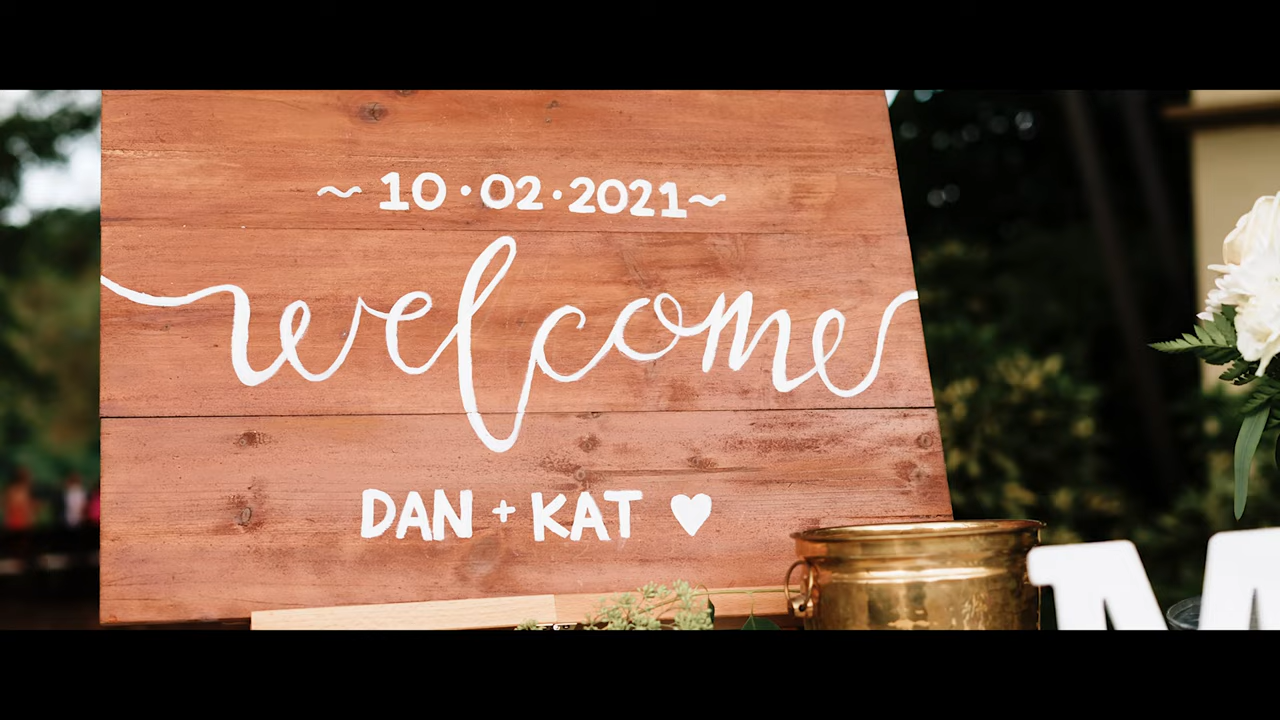 ~10·02·2021~
welcome
DAN + KAT ♥
M